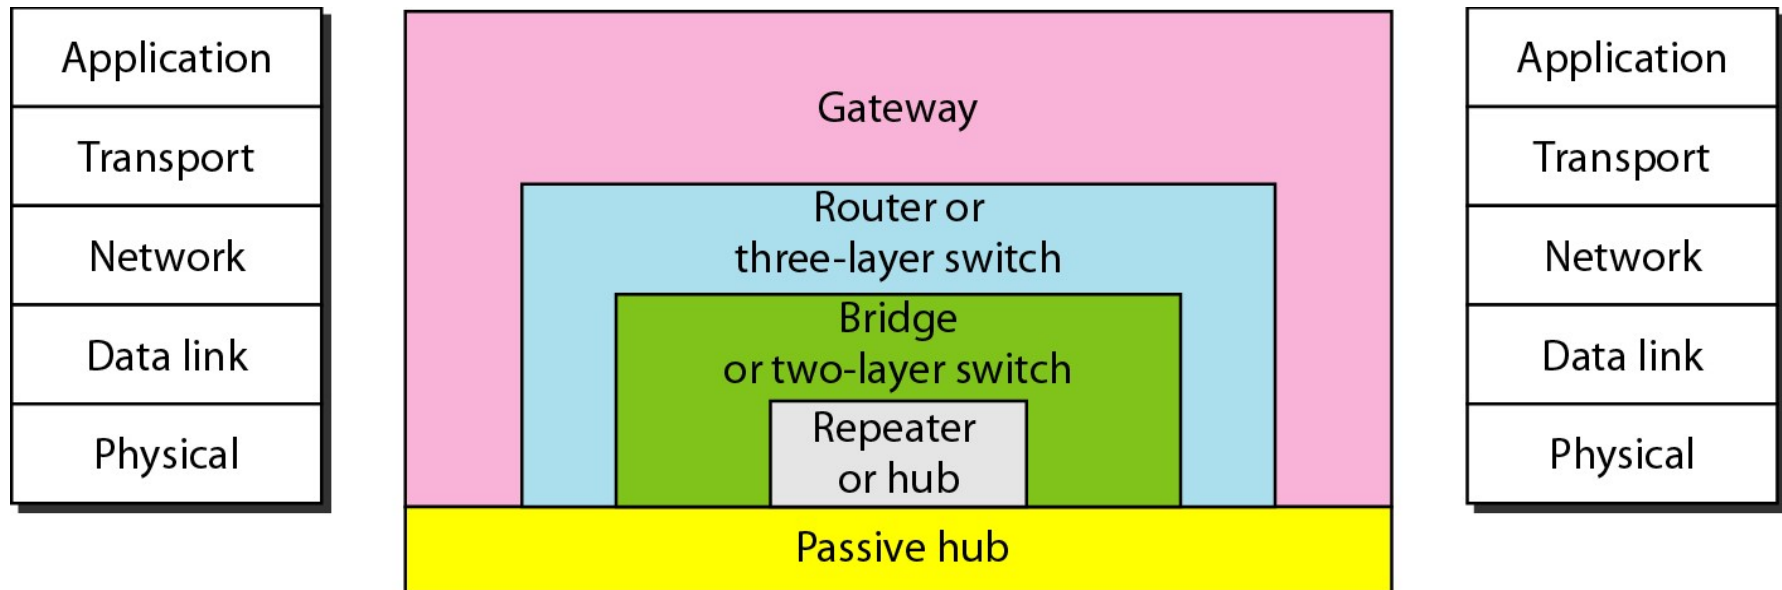 Application
Transport
Network
Data link
Physical
Gateway
Router or
three-layer switch
Bridge
or two-layer switch
Repeater
or hub
Passive hub
Application
Transport
Network
Data link
Physical